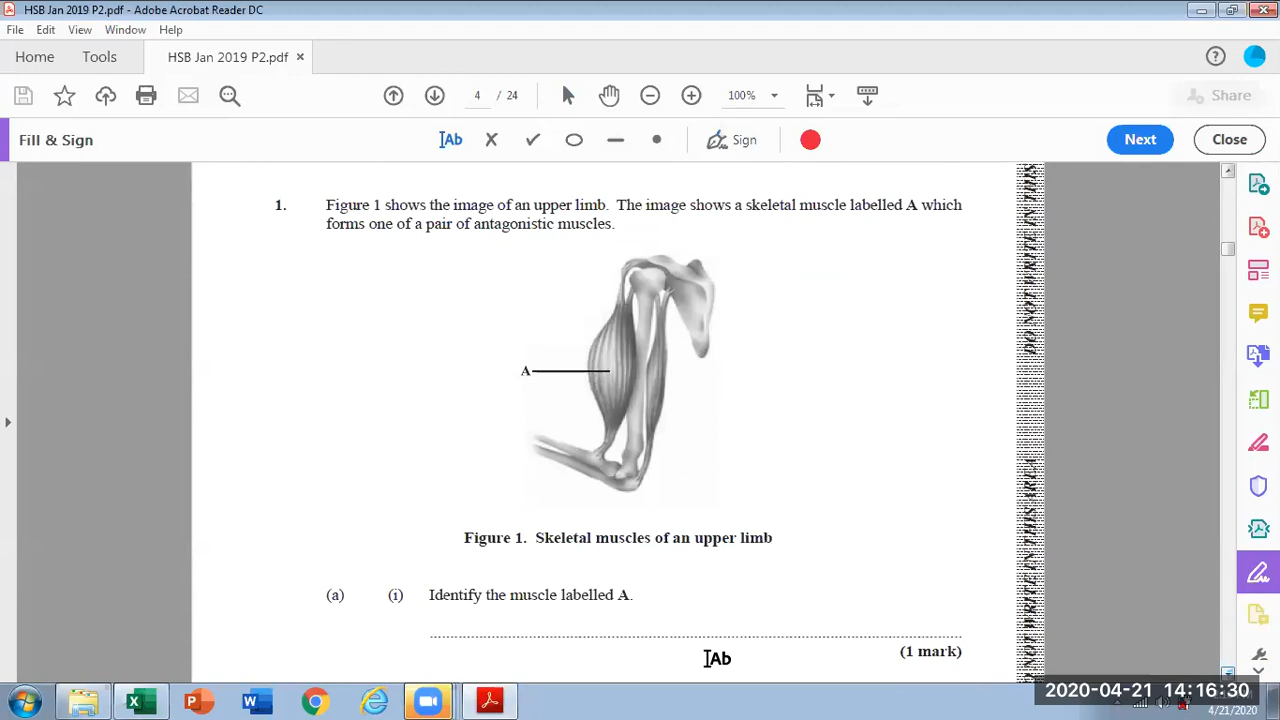 HSB Jan 2019 P2.pdf - Adobe Acrobat Reader DC
File Edit View Window Help
Home Tools HSB Jan 2019 P2.pdf ×
4 / 24 100% Share
Fill & Sign Ab Sign Next Close
1. Figure 1 shows the image of an upper limb. The image shows a skeletal muscle labelled A which
forms one of a pair of antagonistic muscles.
A
Figure 1. Skeletal muscles of an upper limb
(a) (i) Identify the muscle labelled A.
(1 mark)
Ab
2020-04-21 14:16:30
4/21/2020